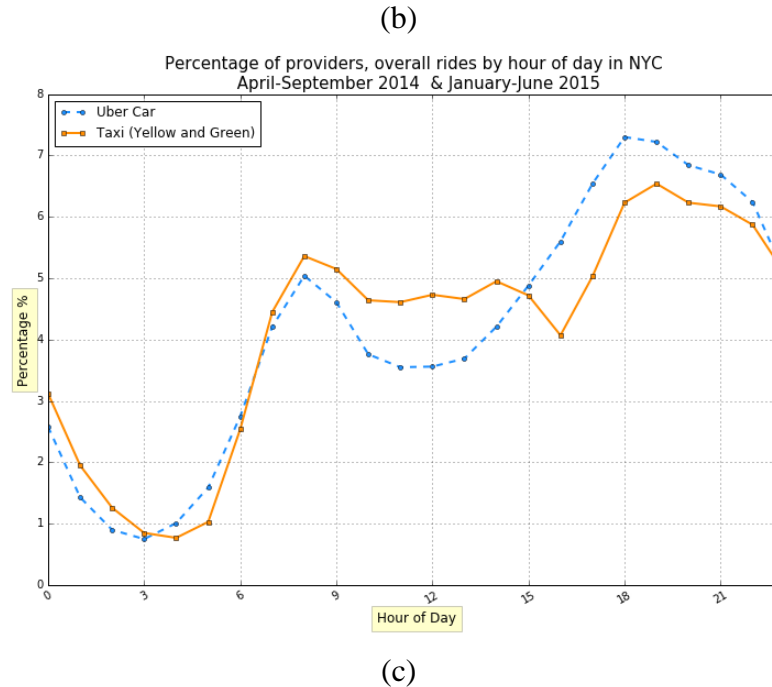 (b)
Percentage of providers, overall rides by hour of day in NYC
April-September 2014 & January-June 2015
Uber Car
Taxi (Yellow and Green)
8
7
6
5
4
3
2
1
0
Percentage %
0 3 6 9 12 15 18 21
Hour of Day
(c)